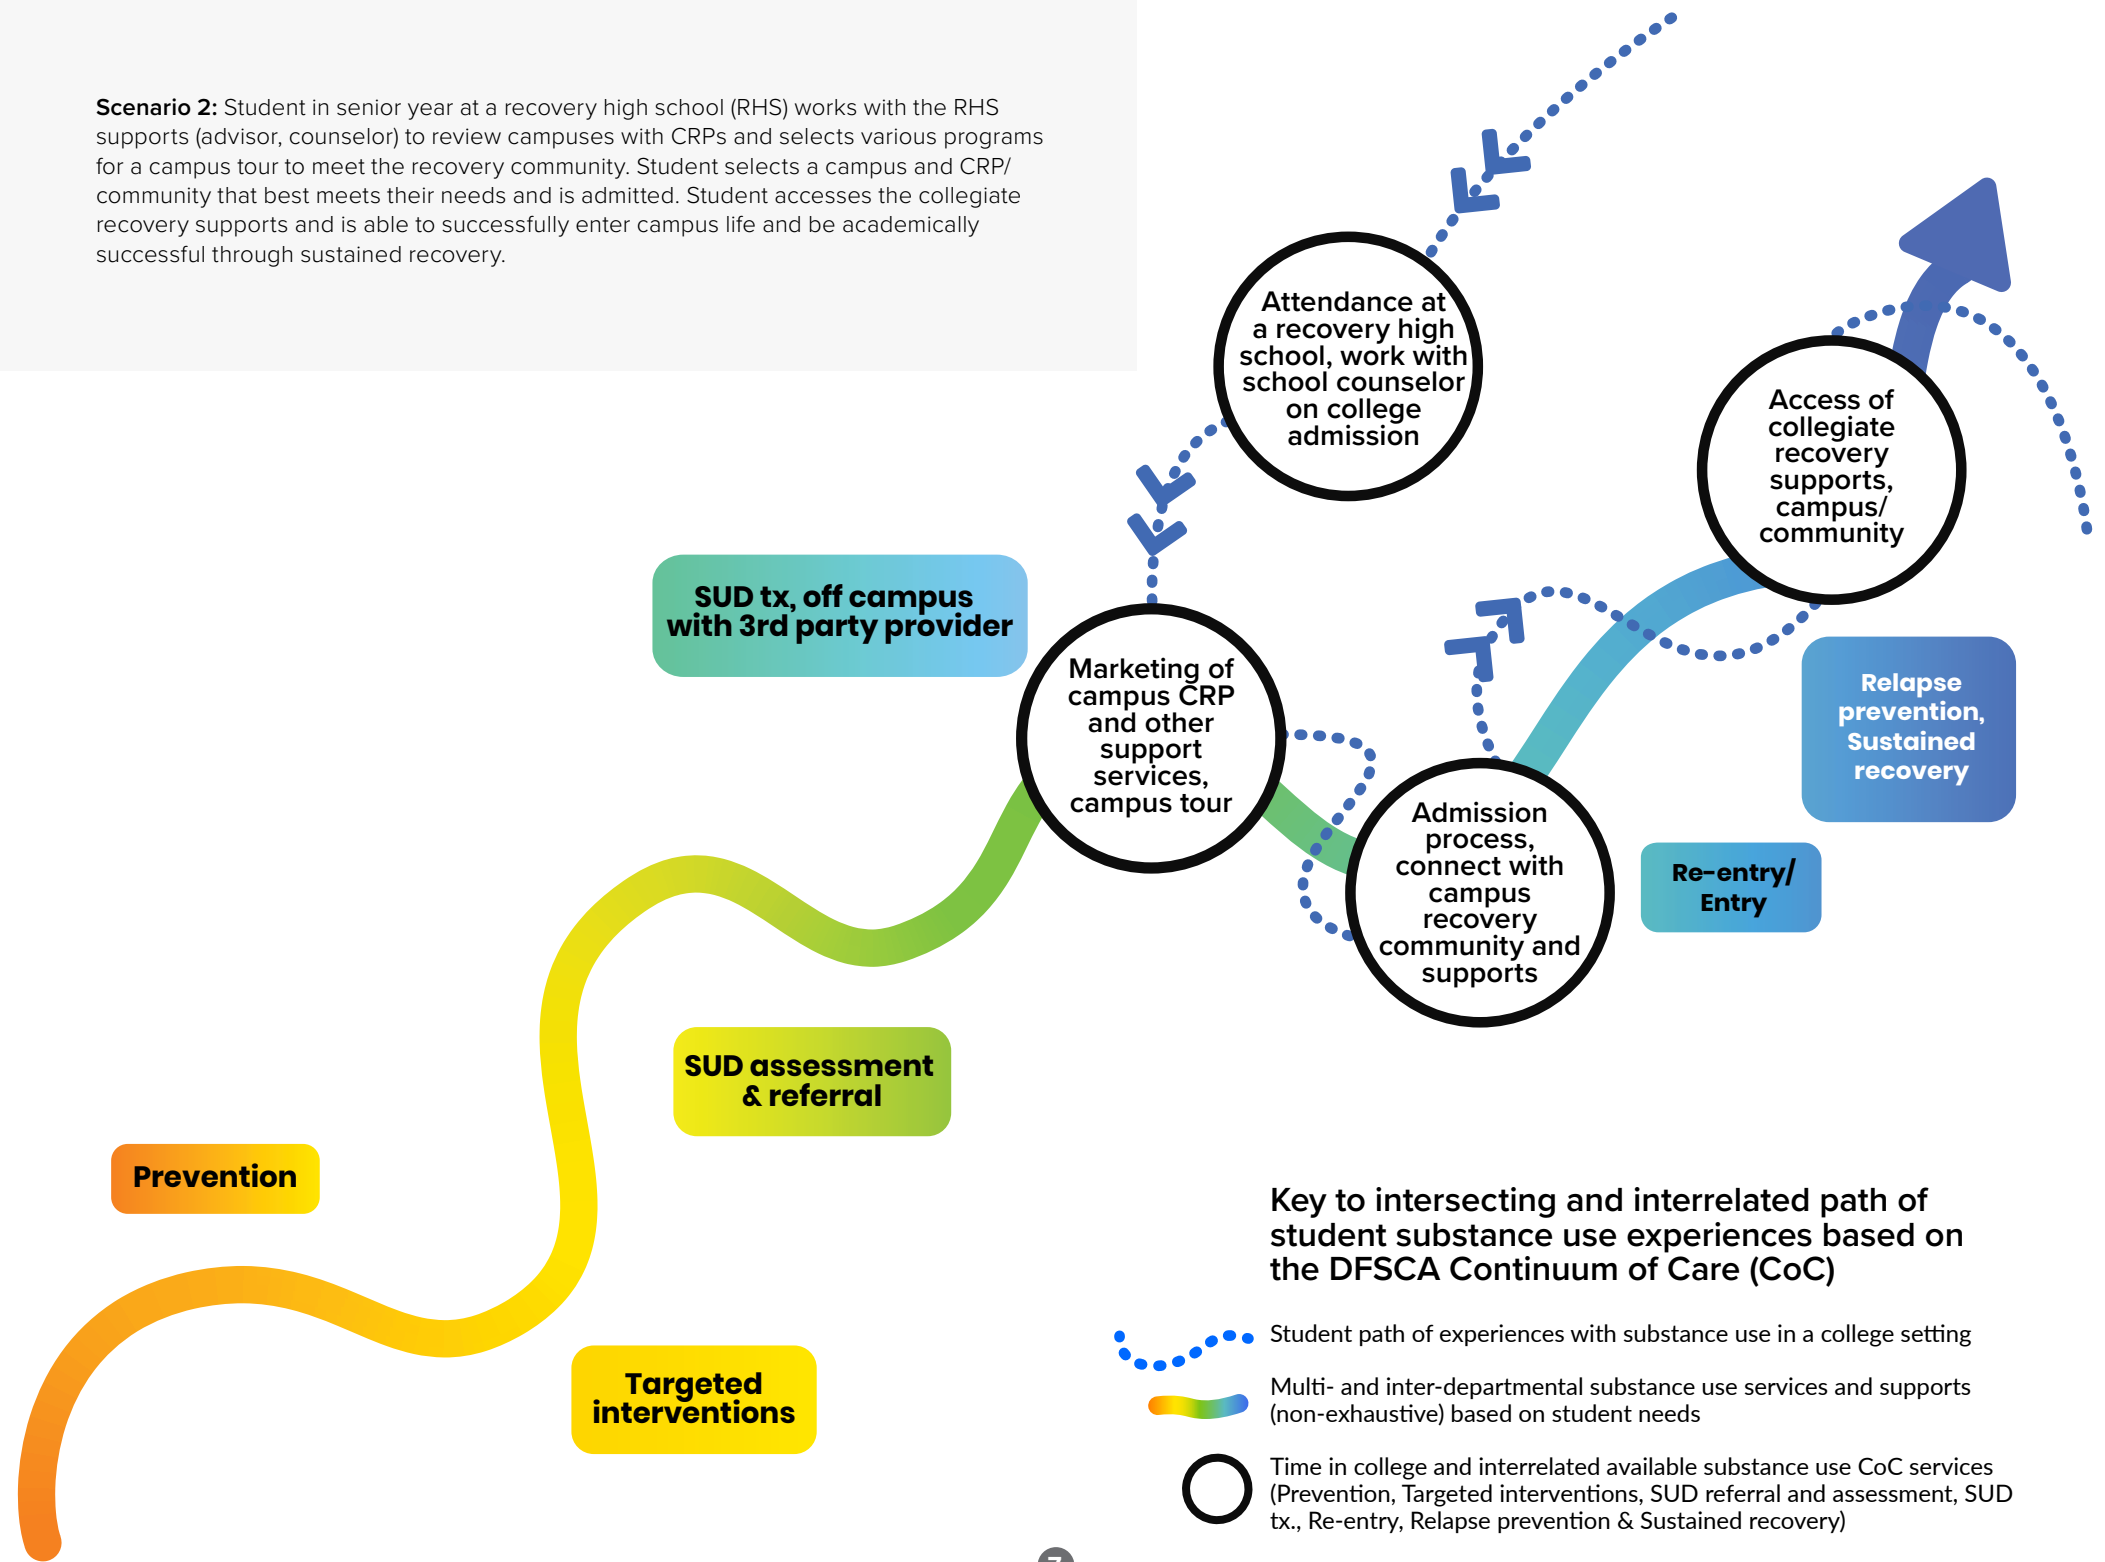 Scenario 2: Student in senior year at a recovery high school (RHS) works with the RHS
supports (advisor, counselor) to review campuses with CRPs and selects various programs
for a campus tour to meet the recovery community. Student selects a campus and CRP/
community that best meets their needs and is admitted. Student accesses the collegiate
recovery supports and is able to successfully enter campus life and be academically
successful through sustained recovery.
Attendance at
a recovery high
school, work with
school counselor
on college
admission
Access of
collegiate
recovery
supports,
campus/
community
SUD tx, off campus
with 3rd party provider
Marketing of
campus CRP
and other
support
services,
campus tour
Relapse
prevention,
Sustained
recovery
Admission
process,
connect with
campus
recovery
community and
supports
Re-entry/
Entry
SUD assessment
& referral
Prevention
Targeted
interventions
Key to intersecting and interrelated path of
student substance use experiences based on
the DFSCA Continuum of Care (CoC)
Student path of experiences with substance use in a college setting
Multi- and inter-departmental substance use services and supports
(non-exhaustive) based on student needs
Time in college and interrelated available substance use CoC services
(Prevention, Targeted interventions, SUD referral and assessment, SUD
tx., Re-entry, Relapse prevention & Sustained recovery)